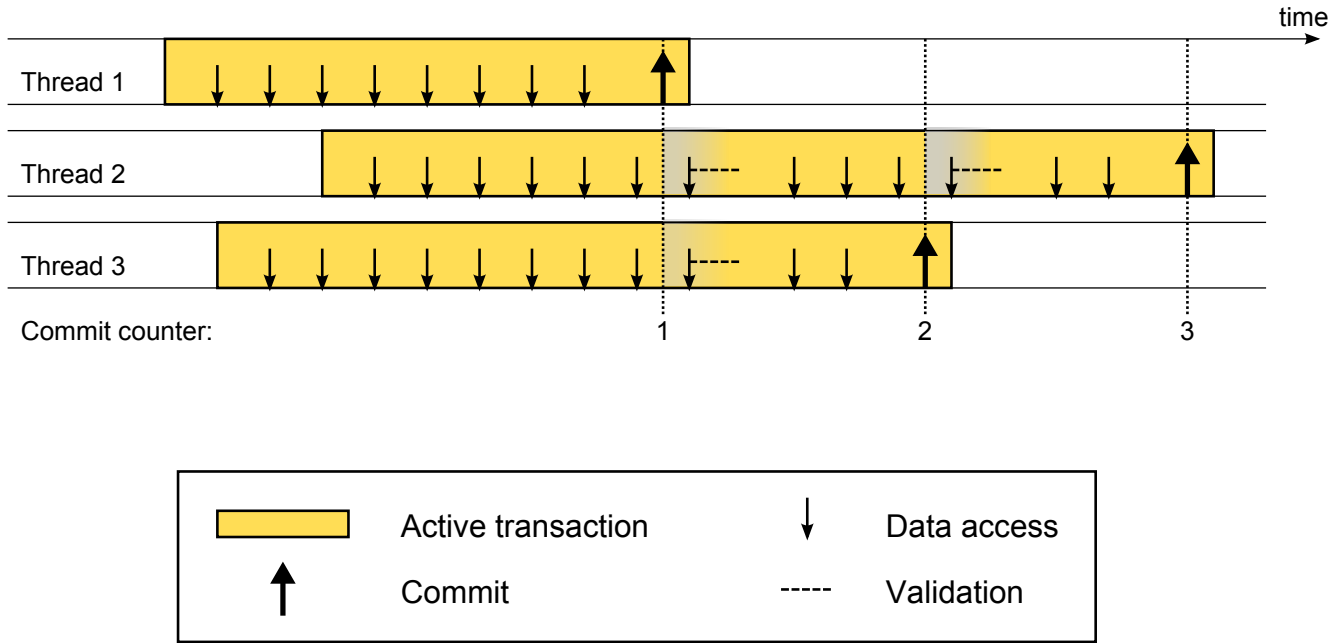 time
Thread 1
Thread 2
Thread 3
Commit counter: 1 2 3
Active transaction Data access
Commit Validation